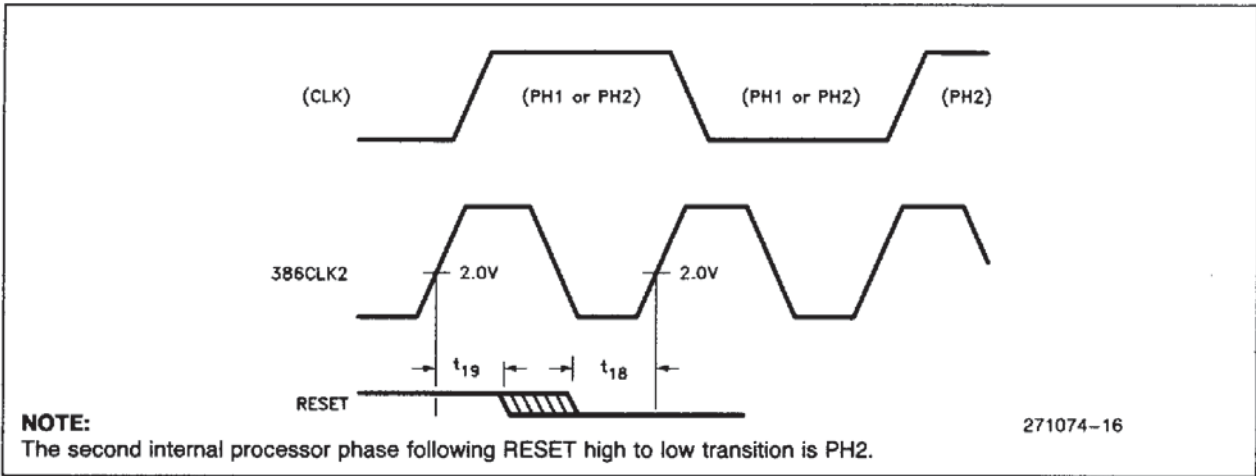 (CLK) (PH1 or PH2) (PH1 or PH2) (PH2)
386CLK2 2.0V 2.0V
t19 t18
RESET
NOTE: 271074-16
The second internal processor phase following RESET high to low transition is PH2.